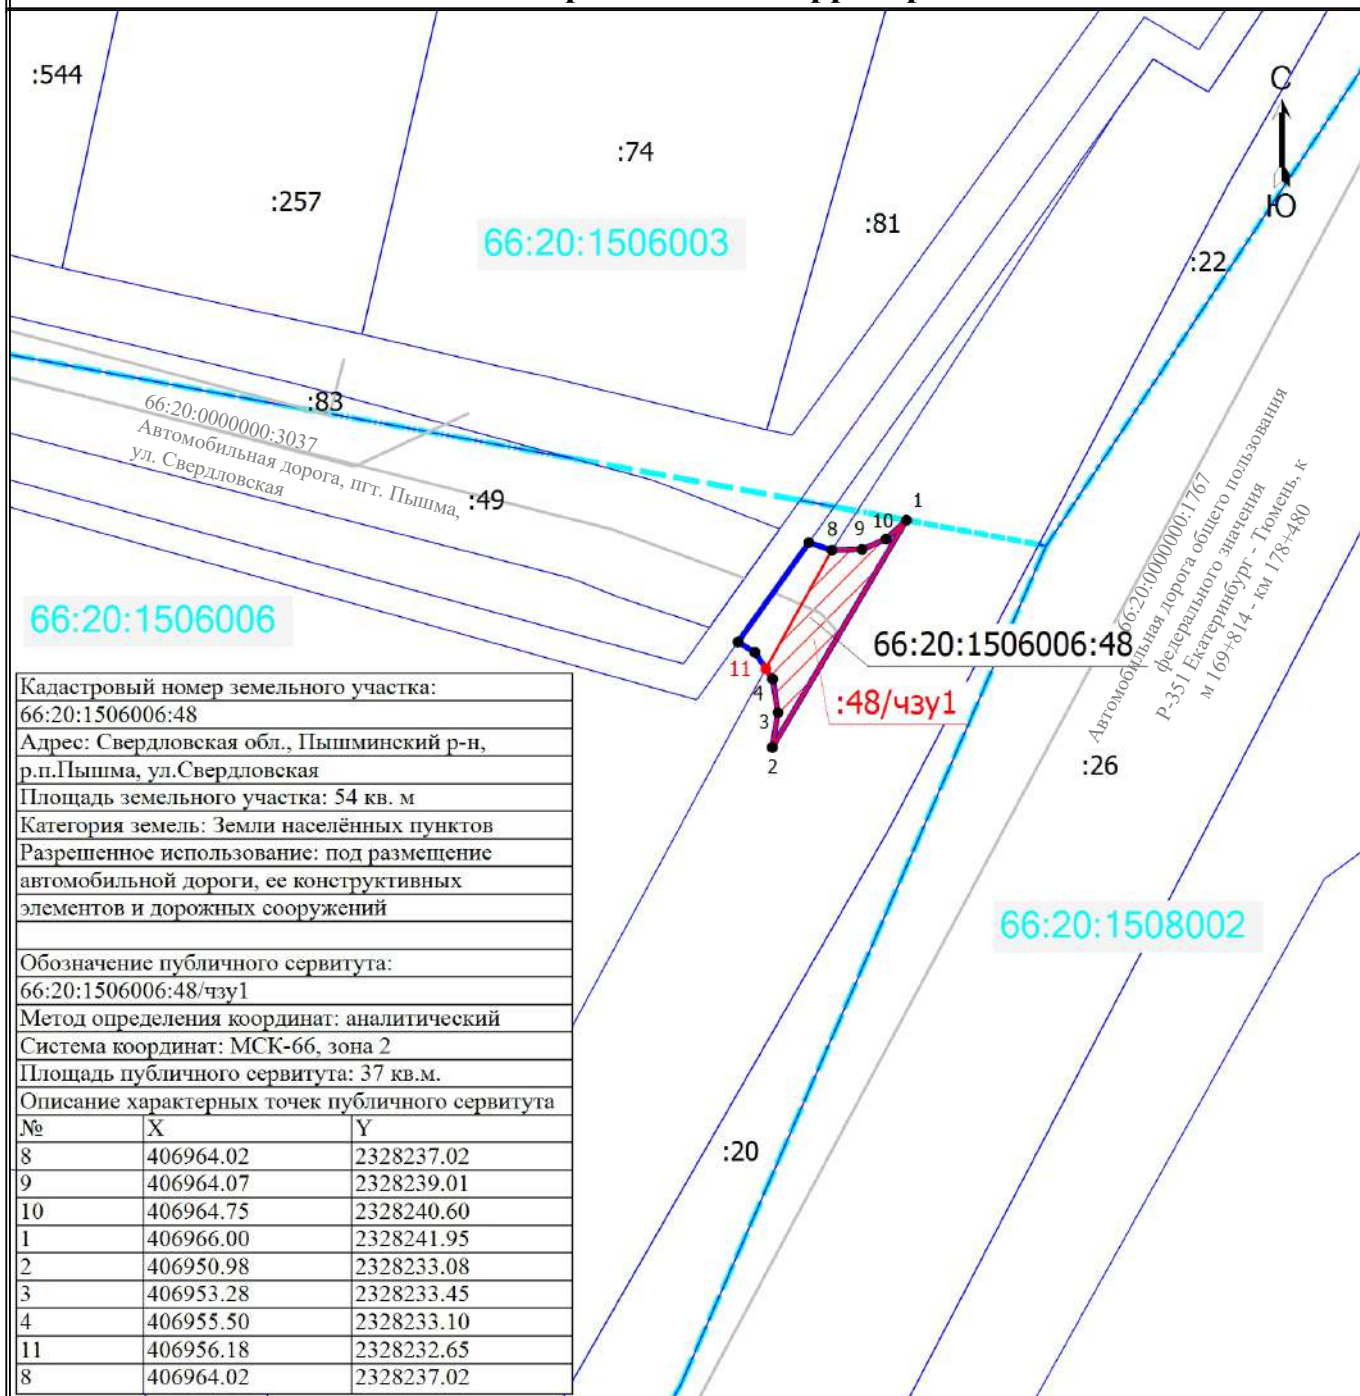 :544
:74
:257
:81
66:20:1506003
С
Ю
:22
:83
66:20:0000000:3037
Автомобильная дорога, пгт. Пышма,
ул. Свердловская
:49
1
8
9
10
66:20:1506006
66:20:1506006:48
11
4
:48/чзу1
3
2
66:20:0000000:1767
Автомобильная дорога общего пользования
федерального значения
Р-351 Екатеринбург - Тюмень, к
м 169+814 - км 178+480
:26
66:20:1508002
:20
Кадастровый номер земельного участка:
66:20:1506006:48
Адрес: Свердловская обл., Пышминский р-н,
р.п.Пышма, ул.Свердловская
Площадь земельного участка: 54 кв. м
Категория земель: Земли населённых пунктов
Разрешенное использование: под размещение
автомобильной дороги, ее конструктивных
элементов и дорожных сооружений
Обозначение публичного сервитута:
66:20:1506006:48/чзу1
Метод определения координат: аналитический
Система координат: МСК-66, зона 2
Площадь публичного сервитута: 37 кв.м.
Описание характерных точек публичного сервитута
№ X Y
8 406964.02 2328237.02
9 406964.07 2328239.01
10 406964.75 2328240.60
1 406966.00 2328241.95
2 406950.98 2328233.08
3 406953.28 2328233.45
4 406955.50 2328233.10
11 406956.18 2328232.65
8 406964.02 2328237.02